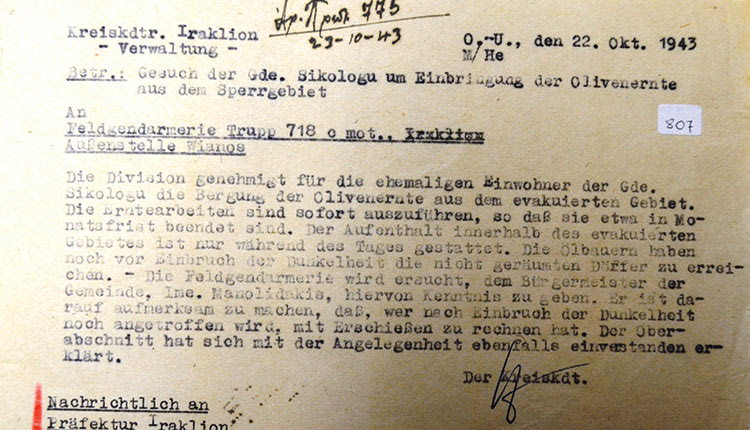 Αρ. Πρωτ 775
23-10-43
Kreiskdtr. Iraklion
- Verwaltung -
O.-U., den 22. Okt. 1943
M/He
Betr.: Gesuch der Gde. Sikologu um Einbringung der Olivenernte
aus dem Sperrgebiet
An
Feldgendarmerie Trupp 718 c mot., Iraklion
Außenstelle Wianos
807
Die Division genehmigt für die ehemaligen Einwohner der Gde.
Sikologu die Bergung der Olivenernte aus dem evakuierten Gebiet.
Die Erntearbeiten sind sofort auszuführen, so daß sie etwa in Mo-
natsfrist beendet sind. Der Aufenthalt innerhalb des evakuierten
Gebietes ist nur während des Tages gestattet. Die Ölbauern haben
noch vor Einbruch der Dunkelheit die nicht geräumten Dörfer zu errei-
chen. - Die Feldgendarmerie wird ersucht, dem Bürgermeister der
Gemeinde, Ime. Manolidakis, hiervon Kenntnis zu geben. Er ist da-
rauf aufmerksam zu machen, daß, wer nach Einbruch der Dunkelheit
noch angetroffen wird, mit Erschießen zu rechnen hat. Der Ober-
abschnitt hat sich mit der Angelegenheit ebenfalls einverstanden er-
klärt.
Der Kreiskdt.
Nachrichtlich an
Präfektur Iraklion